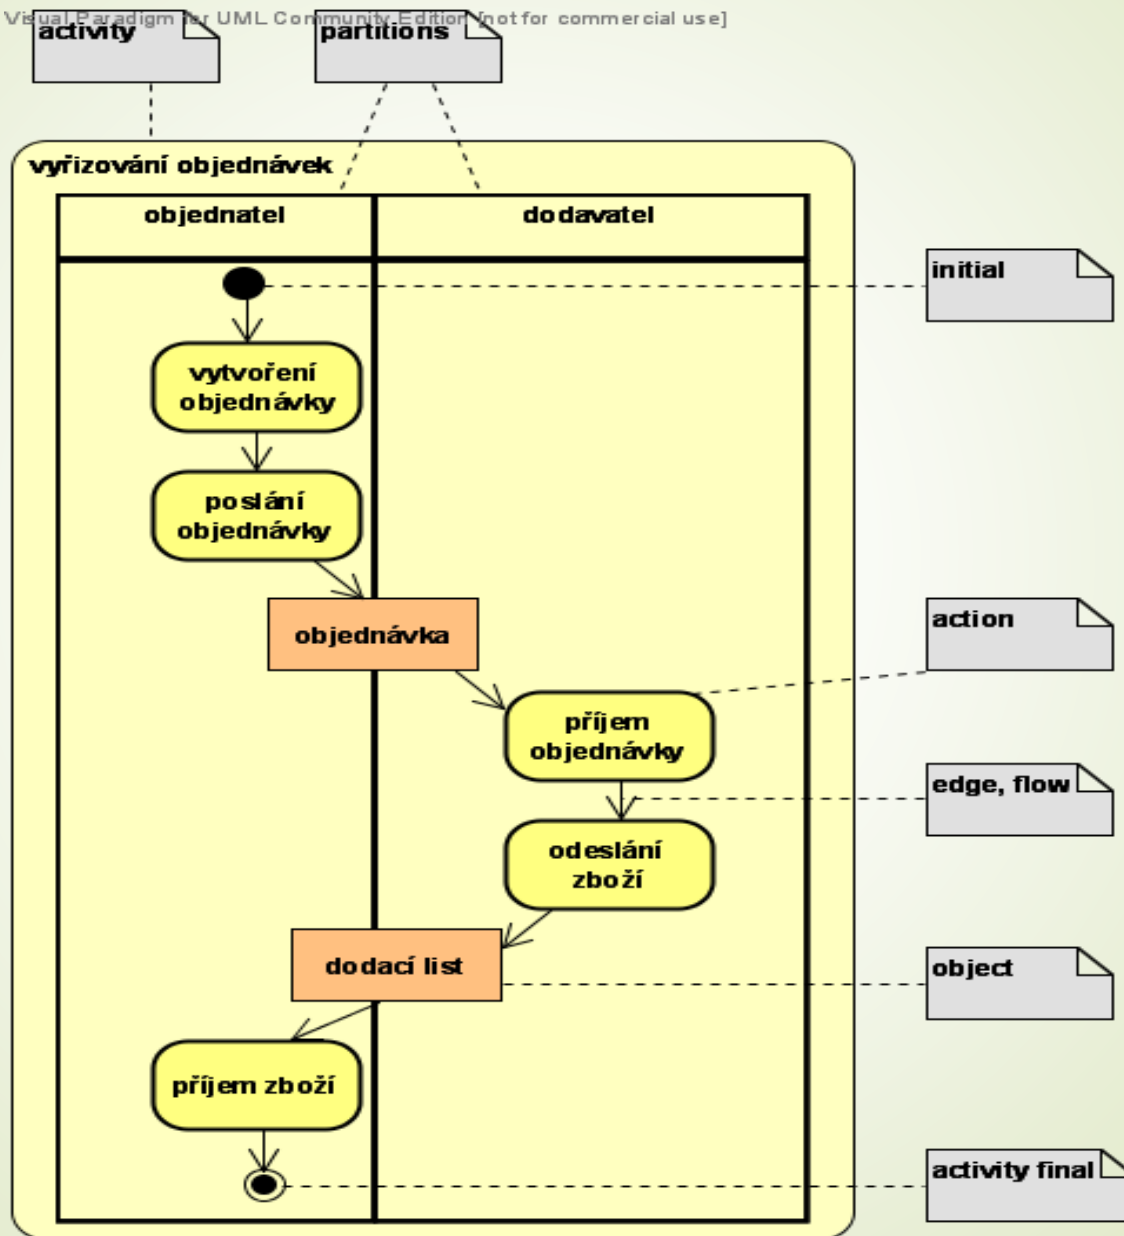 Visual Paradigm for UML Community Edition [not for commercial use]
activity
partitions
vyřizování objednávek
objednatel
dodavatel
initial
vytvoření
objednávky
poslání
objednávky
objednávka
action
příjem
objednávky
edge, flow
odeslání
zboží
dodací list
object
příjem zboží
activity final